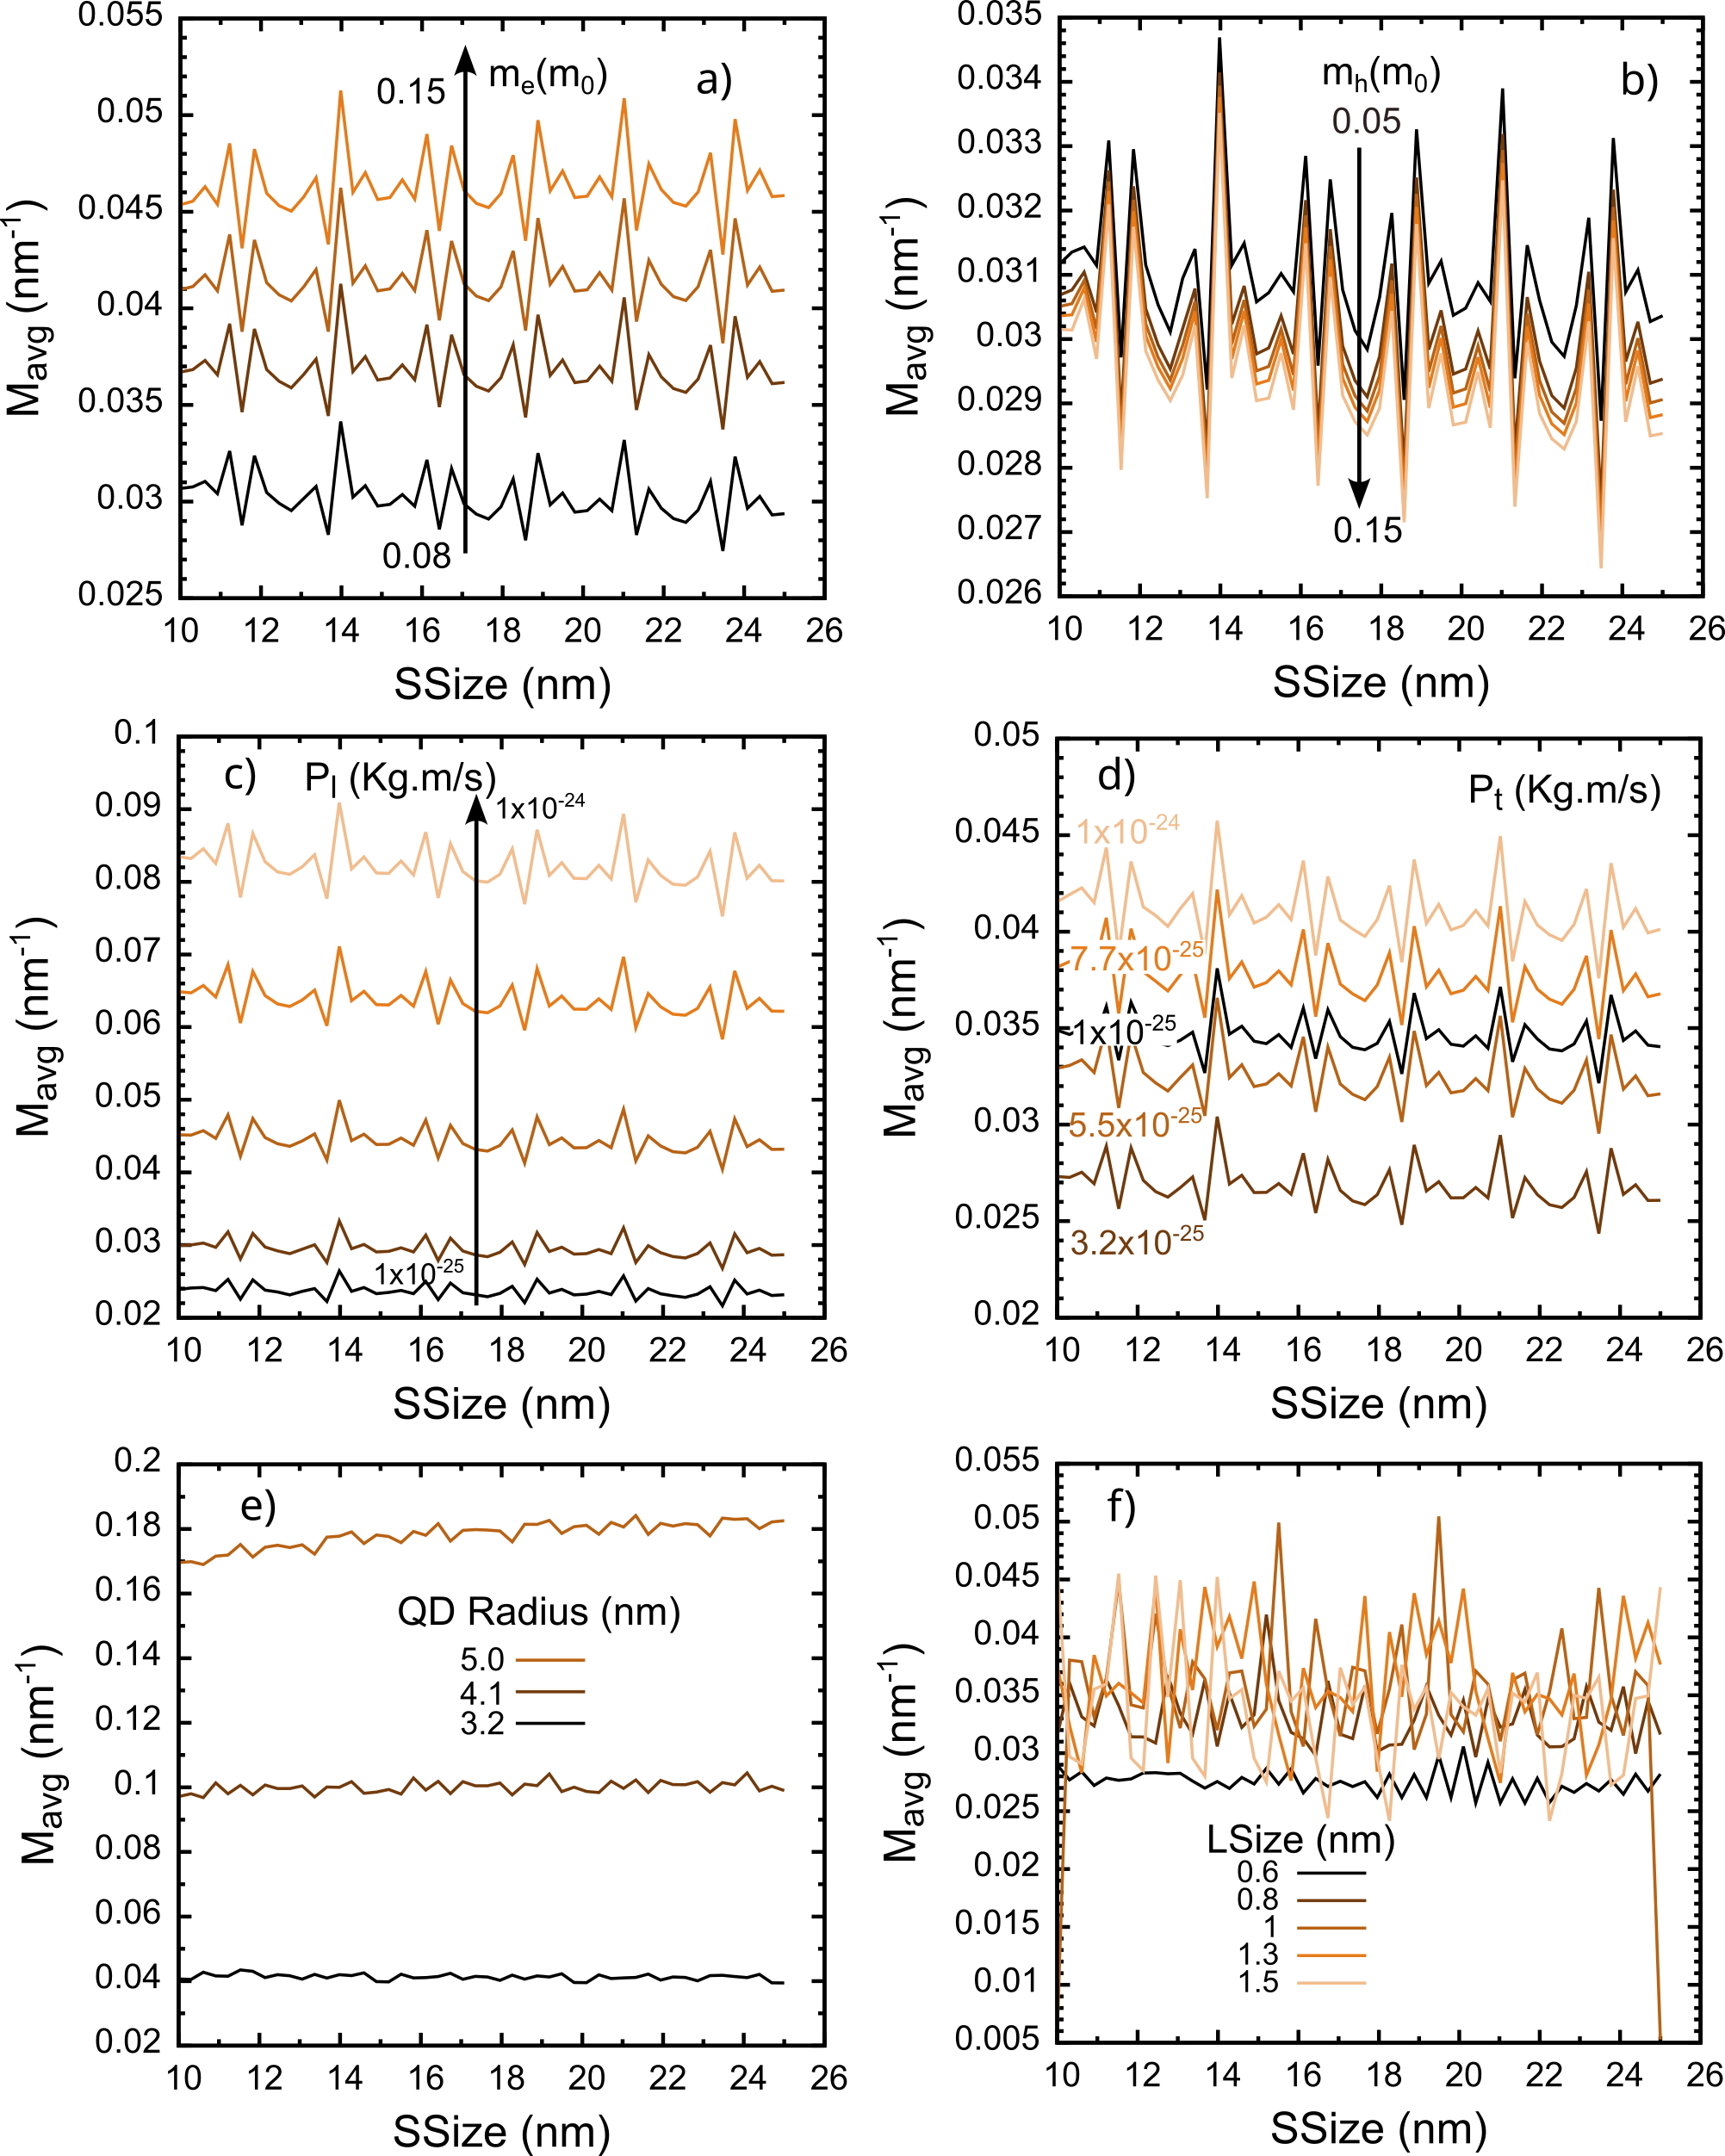 0.055
0.05
0.045
0.04
0.035
0.03
0.025
10 12 14 16 18 20 22 24 26
SSize (nm)
Mavg (nm-1)
0.15
me(m0)
a)
0.08
0.035
0.034
0.033
0.032
0.031
0.03
0.029
0.028
0.027
0.026
10 12 14 16 18 20 22 24 26
SSize (nm)
Mavg (nm-1)
mh(m0)
b)
0.05
0.15
0.1
0.09
0.08
0.07
0.06
0.05
0.04
0.03
0.02
10 12 14 16 18 20 22 24 26
SSize (nm)
Mavg (nm-1)
c)
Pl (Kg.m/s)
1x10-24
1x10-25
0.05
0.045
0.04
0.035
0.03
0.025
0.02
10 12 14 16 18 20 22 24 26
SSize (nm)
Mavg (nm-1)
d)
Pt (Kg.m/s)
1x10-24
7.7x10-25
1x10-25
5.5x10-25
3.2x10-25
0.2
0.18
0.16
0.14
0.12
0.1
0.08
0.06
0.04
0.02
10 12 14 16 18 20 22 24 26
SSize (nm)
Mavg (nm-1)
e)
QD Radius (nm)
5.0
4.1
3.2
0.055
0.05
0.045
0.04
0.035
0.03
0.025
0.02
0.015
0.01
0.005
10 12 14 16 18 20 22 24 26
SSize (nm)
Mavg (nm-1)
f)
LSize (nm)
0.6
0.8
1
1.3
1.5